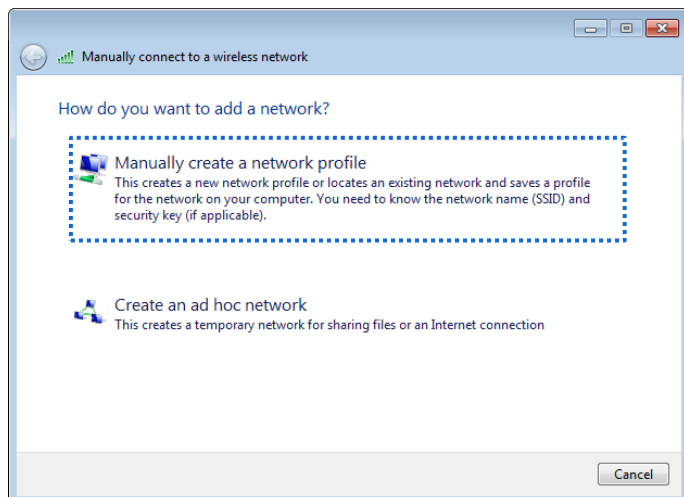 Manually connect to a wireless network
How do you want to add a network?
Manually create a network profile
This creates a new network profile or locates an existing network and saves a profile
for the network on your computer. You need to know the network name (SSID) and
security key (if applicable).
Create an ad hoc network
This creates a temporary network for sharing files or an Internet connection
Cancel